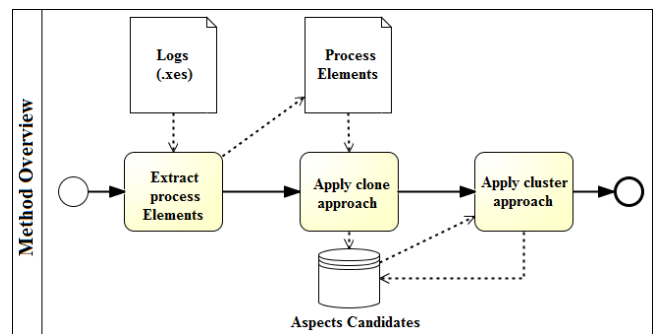 Method Overview
Logs
(.xes)
Process
Elements
Extract
process
Elements
Apply clone
approach
Apply cluster
approach
Aspects Candidates